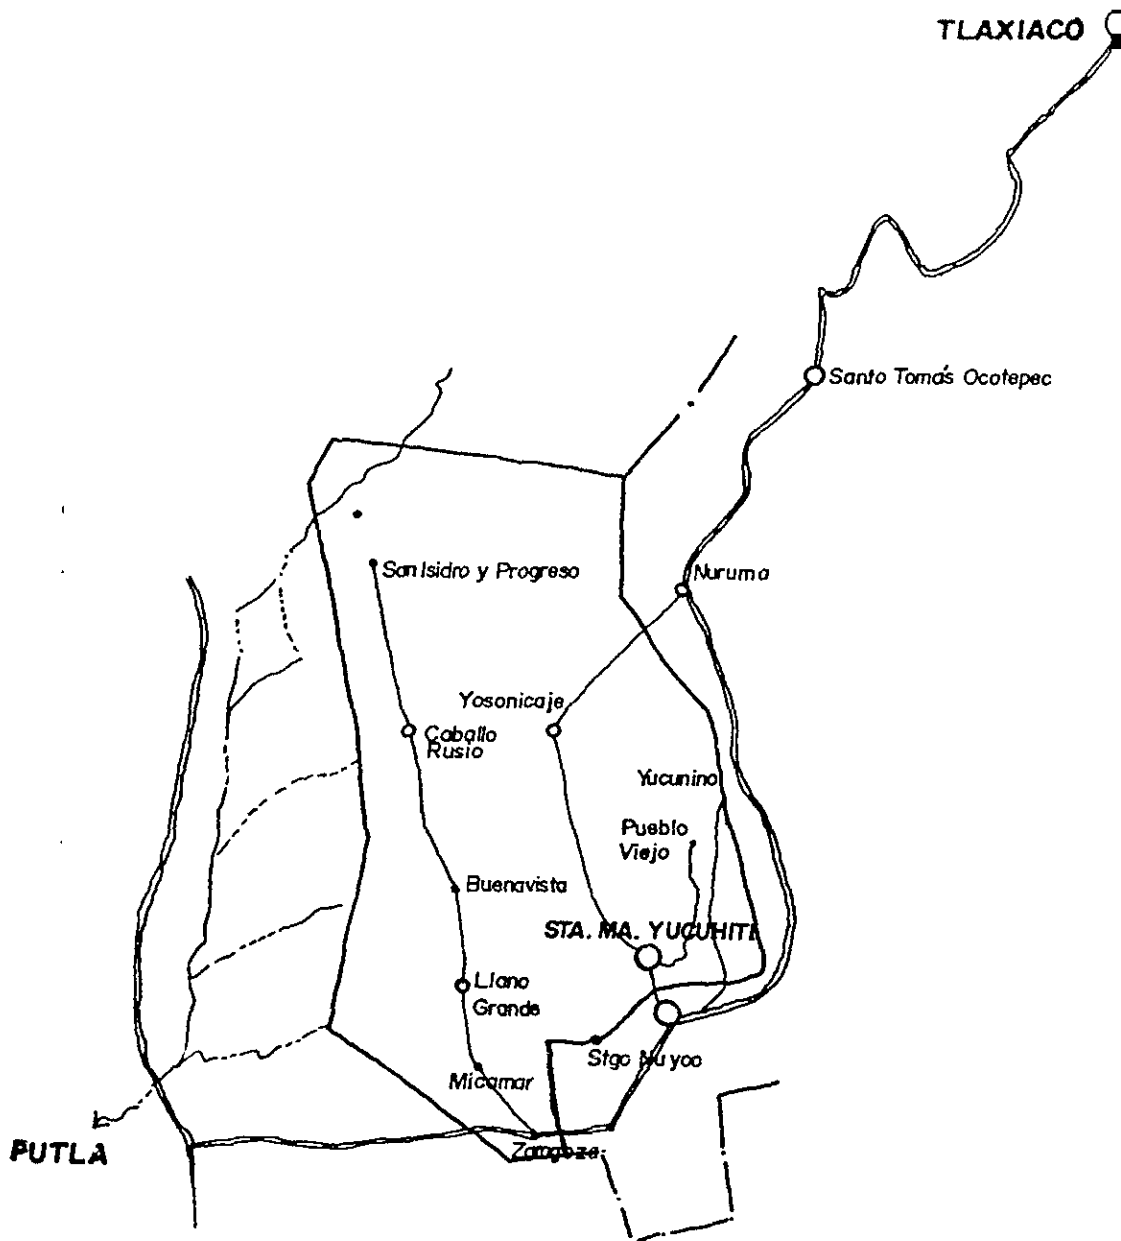 TLAXIACO
Santo Tomás Ocotepec
San Isidro y Progreso
Nuruma
Yosonicaje
Caballo
Rusio
Yucunino
Pueblo
Viejo
Buenavista
STA. MA. YUCUHITI
Llano
Grande
Stgo Nuyoo
Micamar
Zaragoza
PUTLA